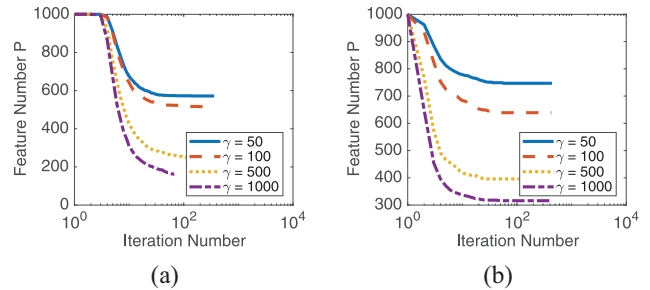 Feature Number P
1000
800
600
400
200
0
γ = 50
γ = 100
γ = 500
γ = 1000
10^0 10^2 10^4
Iteration Number
(a)
Feature Number P
1000
900
800
700
600
500
400
300
γ = 50
γ = 100
γ = 500
γ = 1000
10^0 10^2 10^4
Iteration Number
(b)